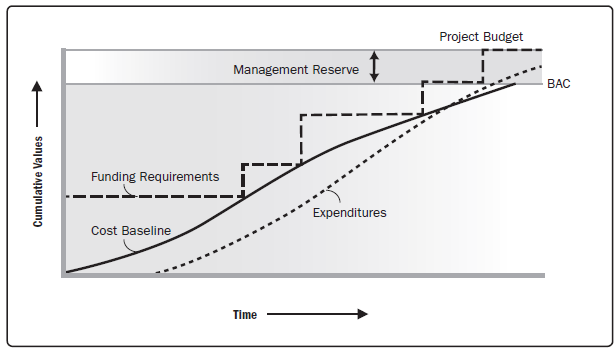 Project Budget
Management Reserve
BAC
Cumulative Values
Funding Requirements
Expenditures
Cost Baseline
Time